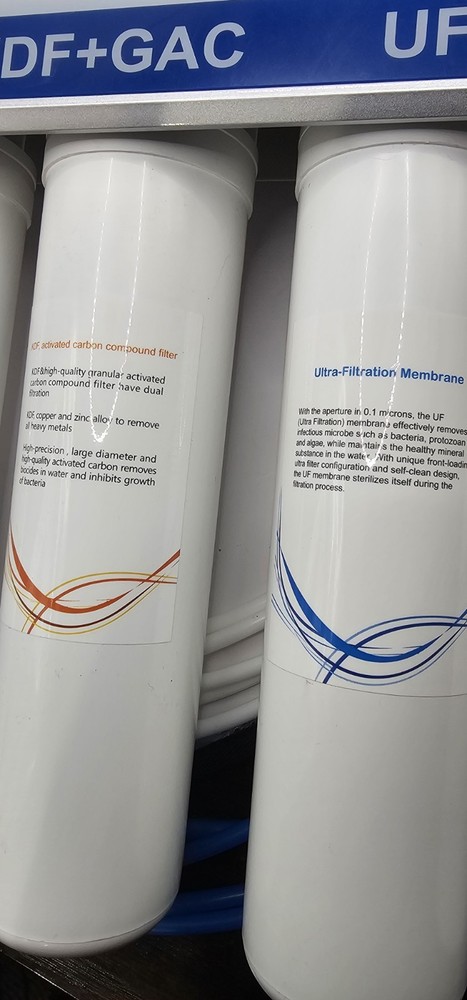 DF+GAC
UF
KDF, activated carbon compound filter
KDF&high-quality granular activated
carbon compound filter have dual
filtration
KDF, copper and zinc alloy to remove
all heavy metals
High-precision , large diameter and
high-quality activated carbon removes
biocides in water and inhibits growth
of bacteria
Ultra-Filtration Membrane
With the aperture in 0.1 microns, the UF
(Ultra Filtration) membrane effectively removes
infectious microbe such as bacteria, protozoan
and algae, while maintains the healthy mineral
substance in the water. With unique front-loadin
ultra filter configuration and self-clean design,
the UF membrane sterilizes itself during the
filtration process.